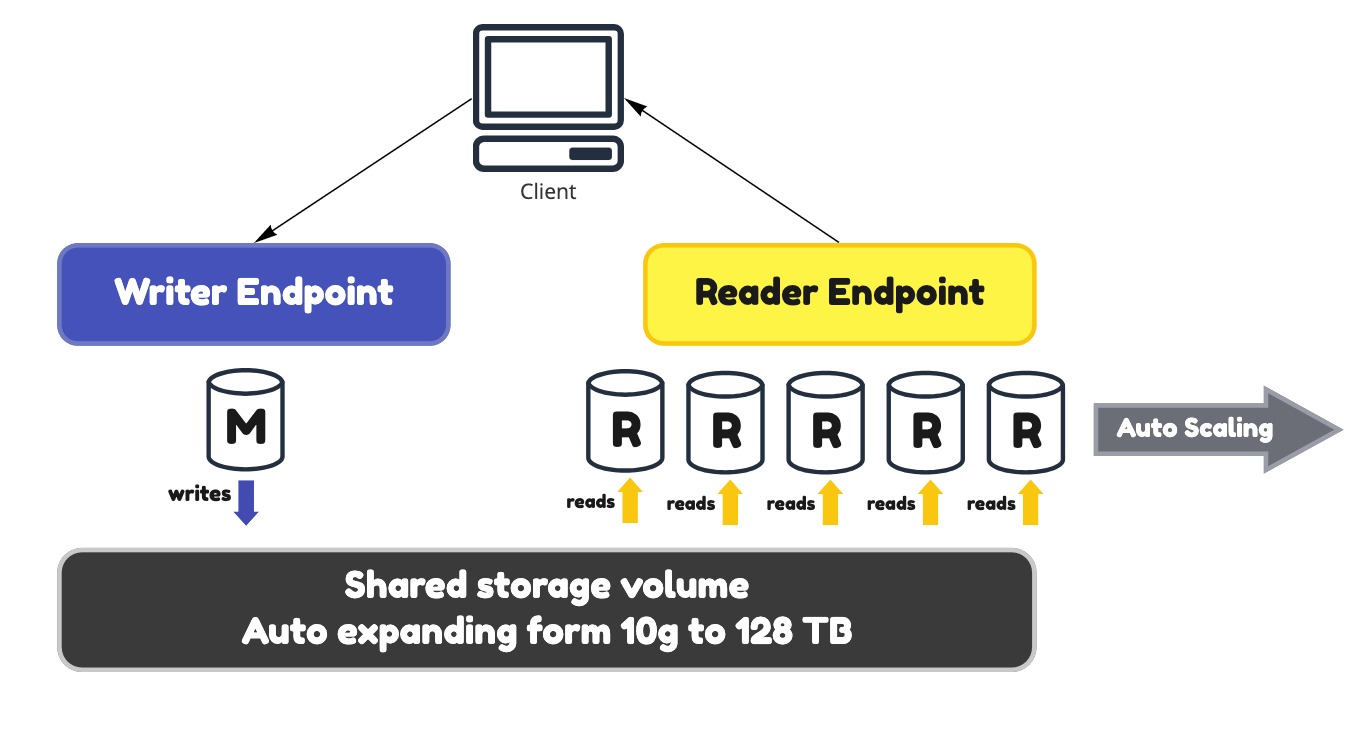 Client
Writer Endpoint
Reader Endpoint
M
R
R
R
R
R
Auto Scaling
writes
reads
reads
reads
reads
reads
Shared storage volume
Auto expanding form 10g to 128 TB